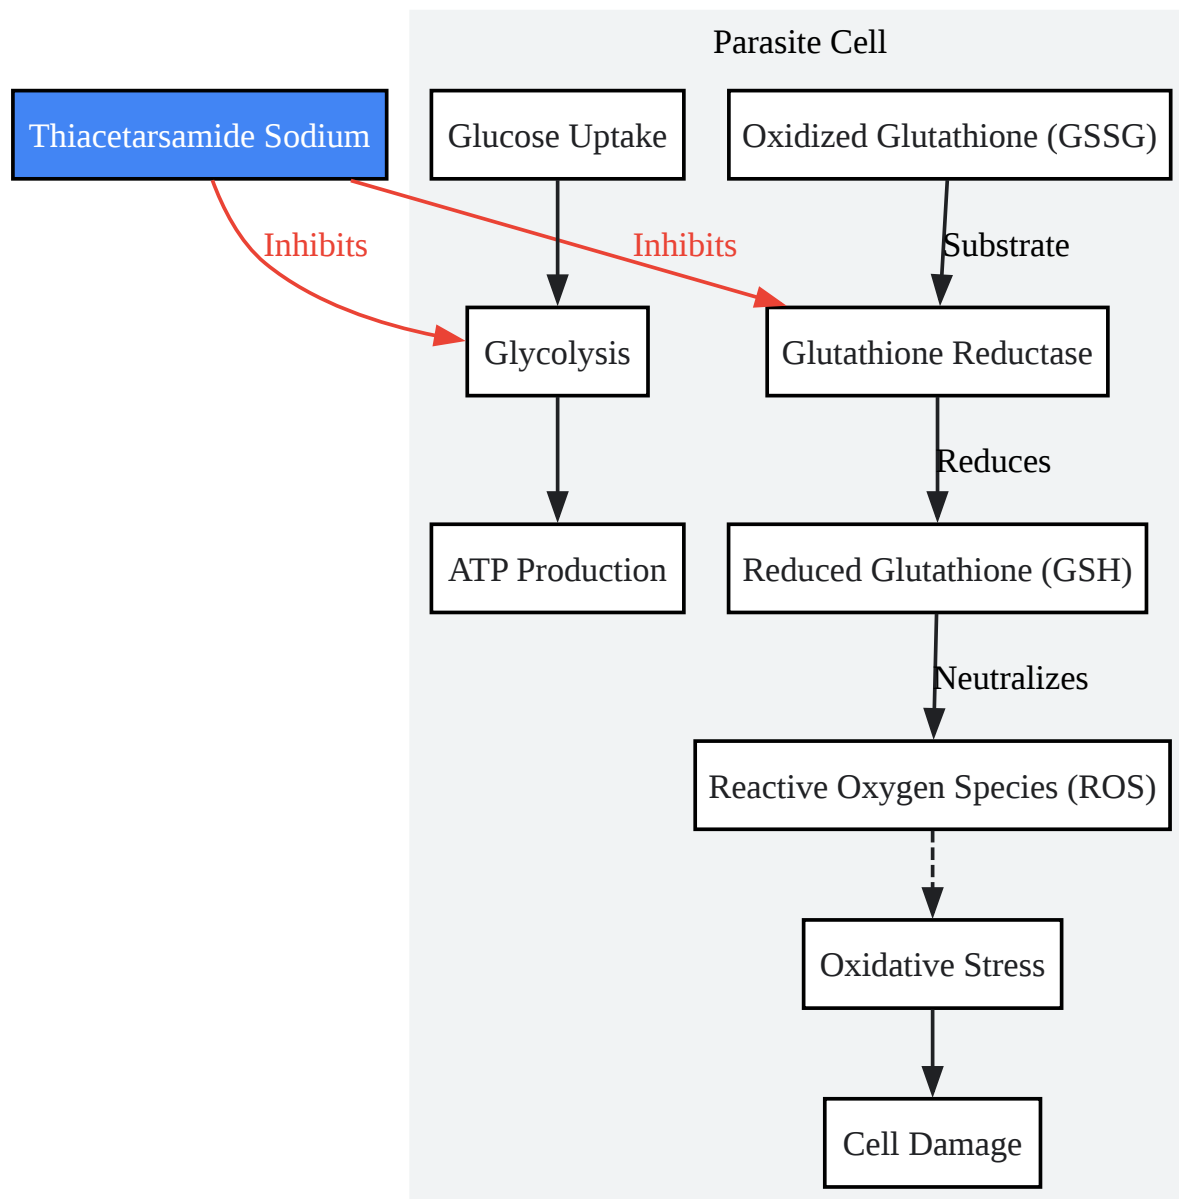 Parasite Cell
Thiacetarsamide Sodium
Glucose Uptake
Oxidized Glutathione (GSSG)
Inhibits
Inhibits
Substrate
Glycolysis
Glutathione Reductase
Reduces
ATP Production
Reduced Glutathione (GSH)
Neutralizes
Reactive Oxygen Species (ROS)
Oxidative Stress
Cell Damage